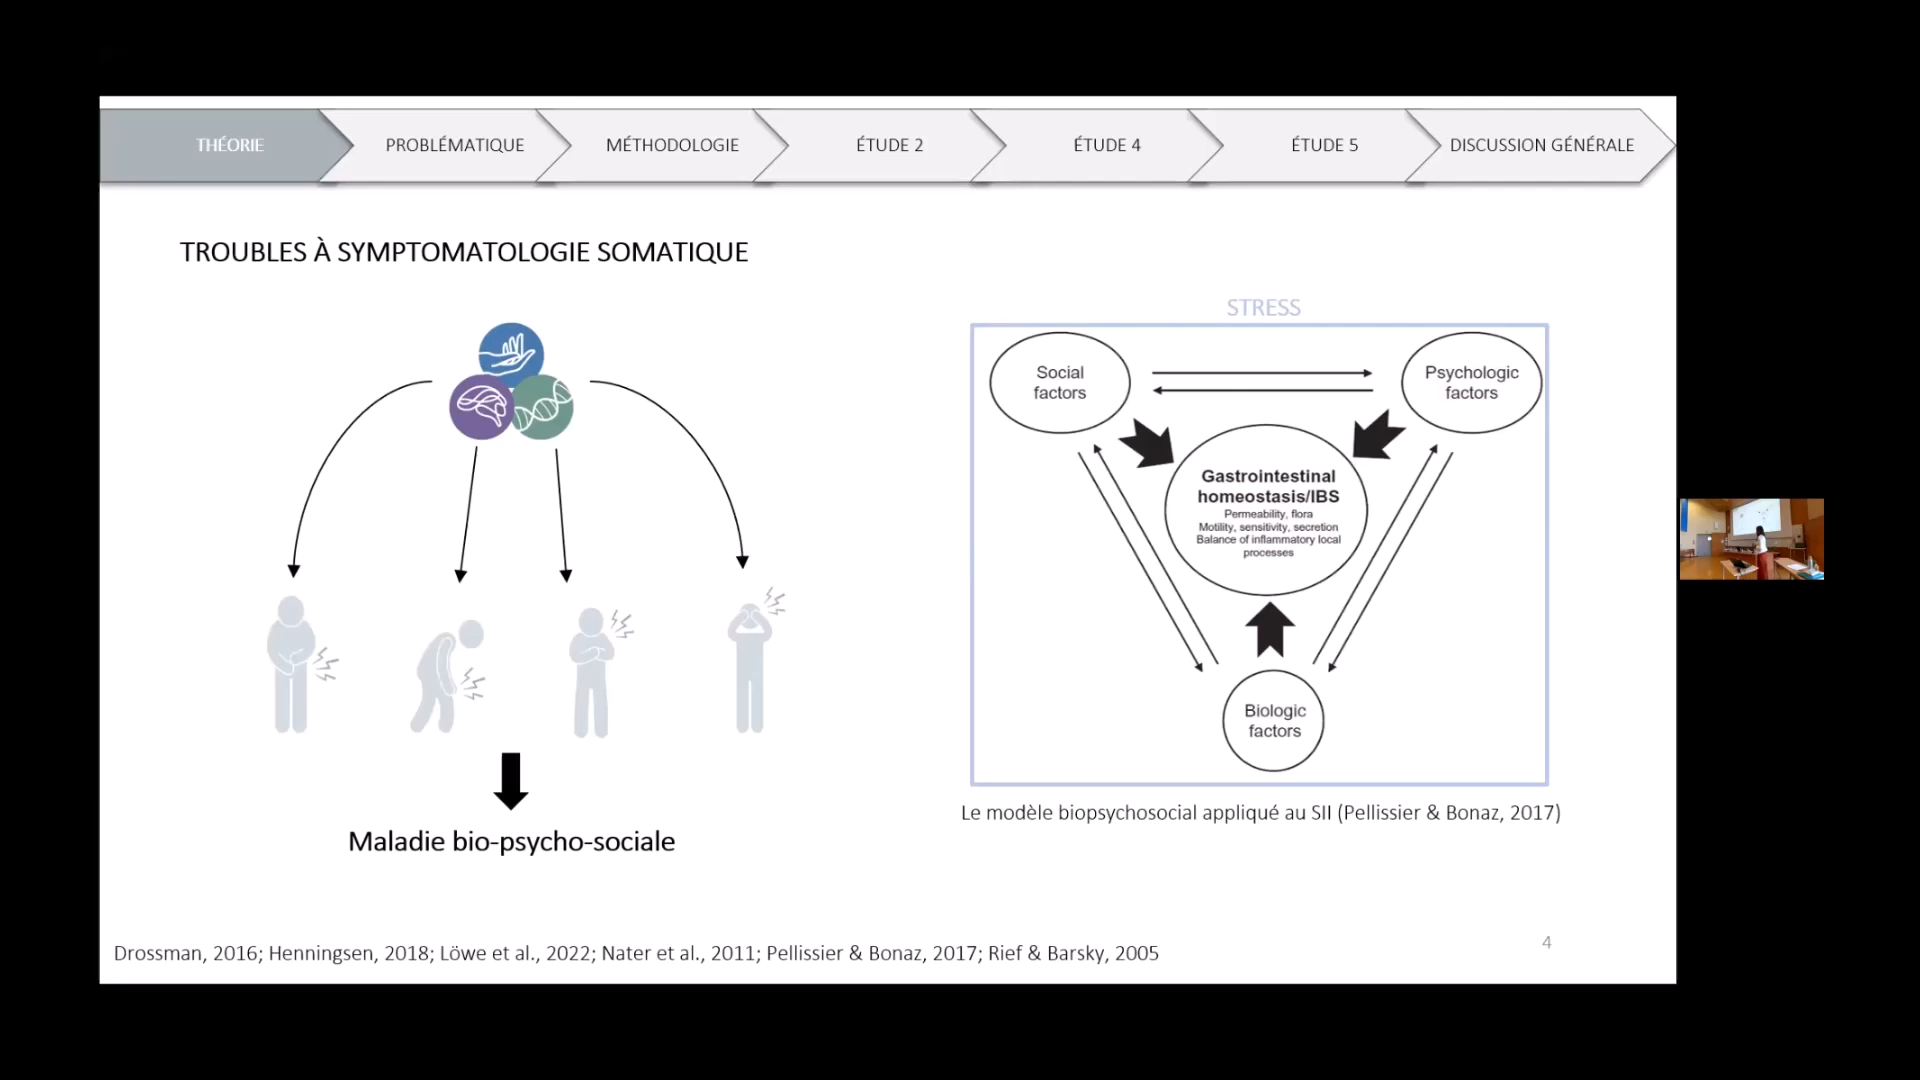 THÉORIE
PROBLÉMATIQUE
MÉTHODOLOGIE
ÉTUDE 2
ÉTUDE 4
ÉTUDE 5
DISCUSSION GÉNÉRALE
TROUBLES À SYMPTOMATOLOGIE SOMATIQUE
Maladie bio-psycho-sociale
STRESS
Social
factors
Psychologic
factors
Gastrointestinal
homeostasis/IBS
Permeability, flora
Motility, sensitivity, secretion
Balance of inflammatory local
processes
Biologic
factors
Le modèle biopsychosocial appliqué au SII (Pellissier & Bonaz, 2017)
Drossman, 2016; Henningsen, 2018; Löwe et al., 2022; Nater et al., 2011; Pellissier & Bonaz, 2017; Rief & Barsky, 2005
4